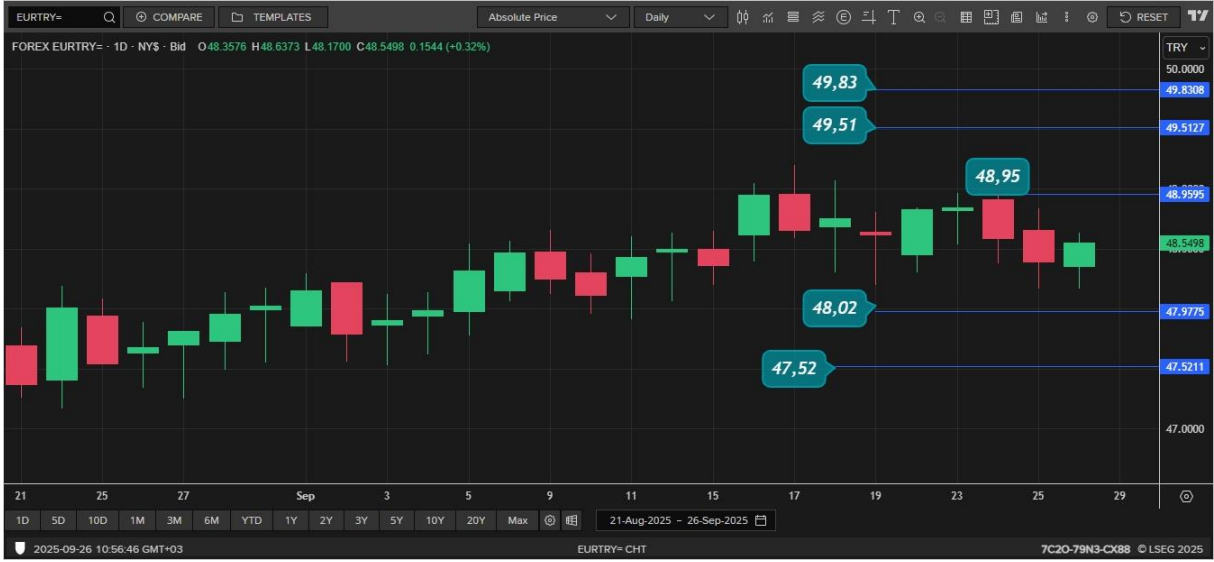 EURTRY= COMPARE TEMPLATES Absolute Price Daily RESET
FOREX EURTRY= · 1D · NY$ · Bid O48.3576 H48.6373 L48.1700 C48.5498 0.1544 (+0.32%)
TRY
50.0000
49,83
49.8308
49,51
49.5127
48,95
48.9595
48.5498
48,02
47.9775
47,52
47.5211
47.0000
21 25 27 Sep 3 5 9 11 15 17 19 23 25 29
1D 5D 10D 1M 3M 6M YTD 1Y 2Y 3Y 5Y 10Y 20Y Max 21-Aug-2025 – 26-Sep-2025
2025-09-26 10:56:46 GMT+03 EURTRY= CHT 7C2O-79N3-CX88 © LSEG 2025